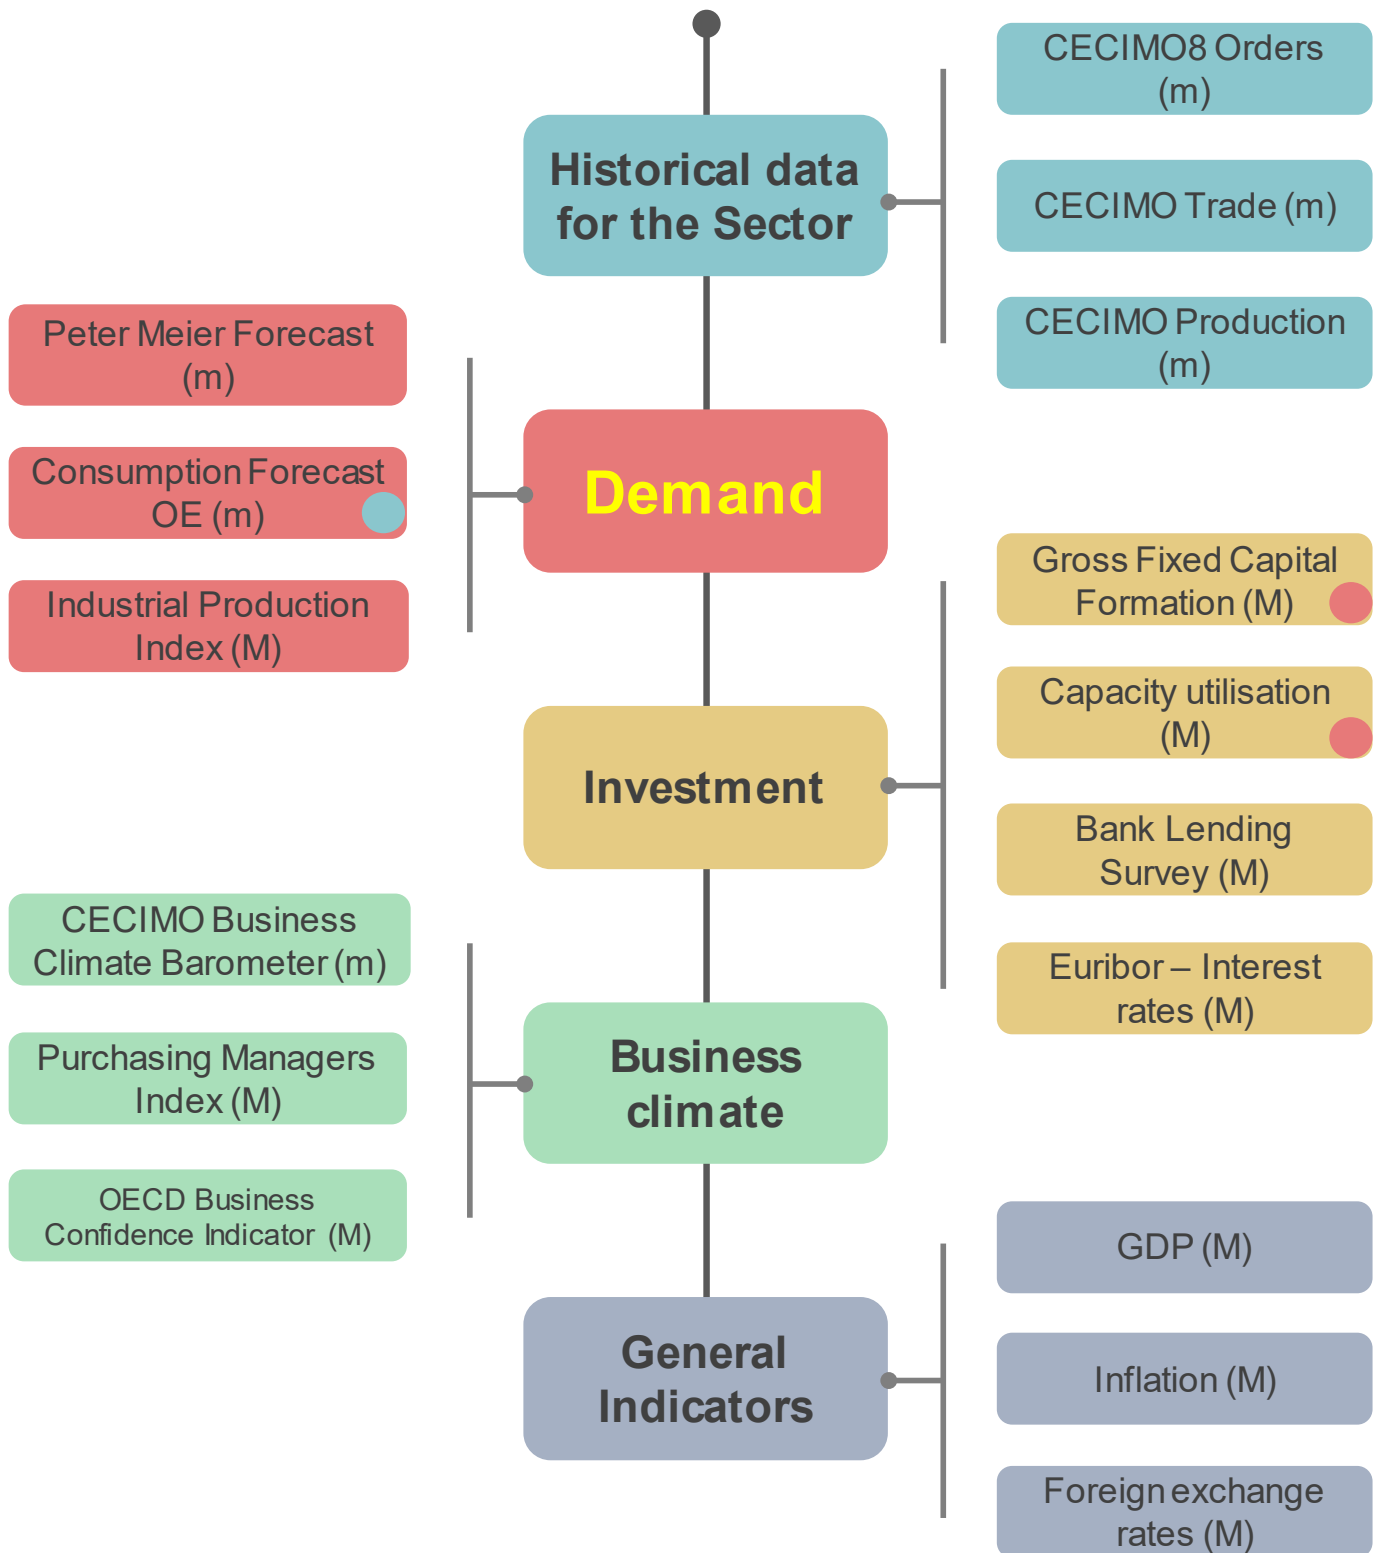 CECIMO8 Orders
(m)
Historical data
for the Sector
CECIMO Trade (m)
CECIMO Production
(m)
Peter Meier Forecast
(m)
Consumption Forecast
OE (m)
Industrial Production
Index (M)
Demand
Gross Fixed Capital
Formation (M)
Capacity utilisation
(M)
Investment
Bank Lending
Survey (M)
Euribor – Interest
rates (M)
CECIMO Business
Climate Barometer (m)
Purchasing Managers
Index (M)
OECD Business
Confidence Indicator (M)
Business
climate
GDP (M)
General
Indicators
Inflation (M)
Foreign exchange
rates (M)